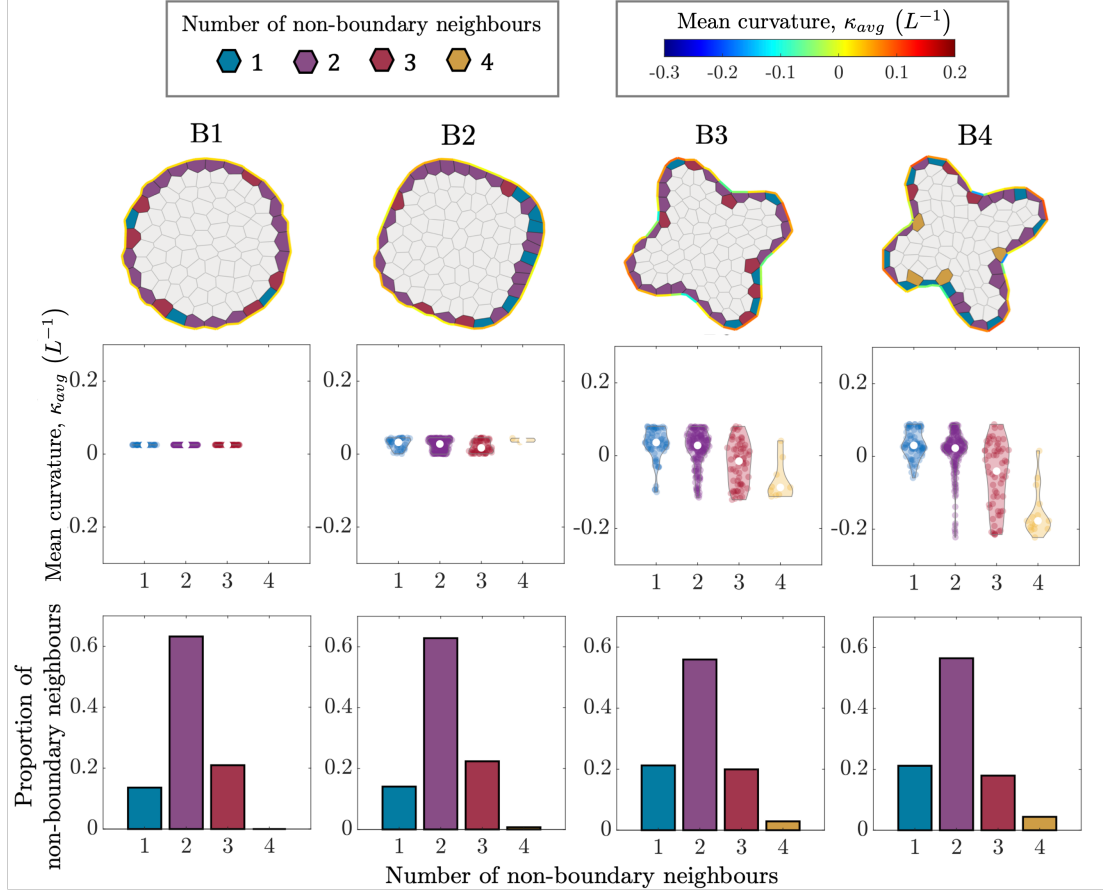 Number of non-boundary neighbours
1 2 3 4
Mean curvature, κavg (L−1)
-0.3 -0.2 -0.1 0 0.1 0.2
B1 B2 B3 B4
Mean curvature, κavg (L−1)
0.2 0 0.2
1 2 3 4
0.2 0 -0.2
1 2 3 4
0.2 0 -0.2
1 2 3 4
0.2 0 -0.2
1 2 3 4
Proportion of
non-boundary neighbours
0.6 0.4 0.2 0
1 2 3 4
0.6 0.4 0.2 0
1 2 3 4
0.6 0.4 0.2 0
1 2 3 4
0.6 0.4 0.2 0
1 2 3 4
Number of non-boundary neighbours